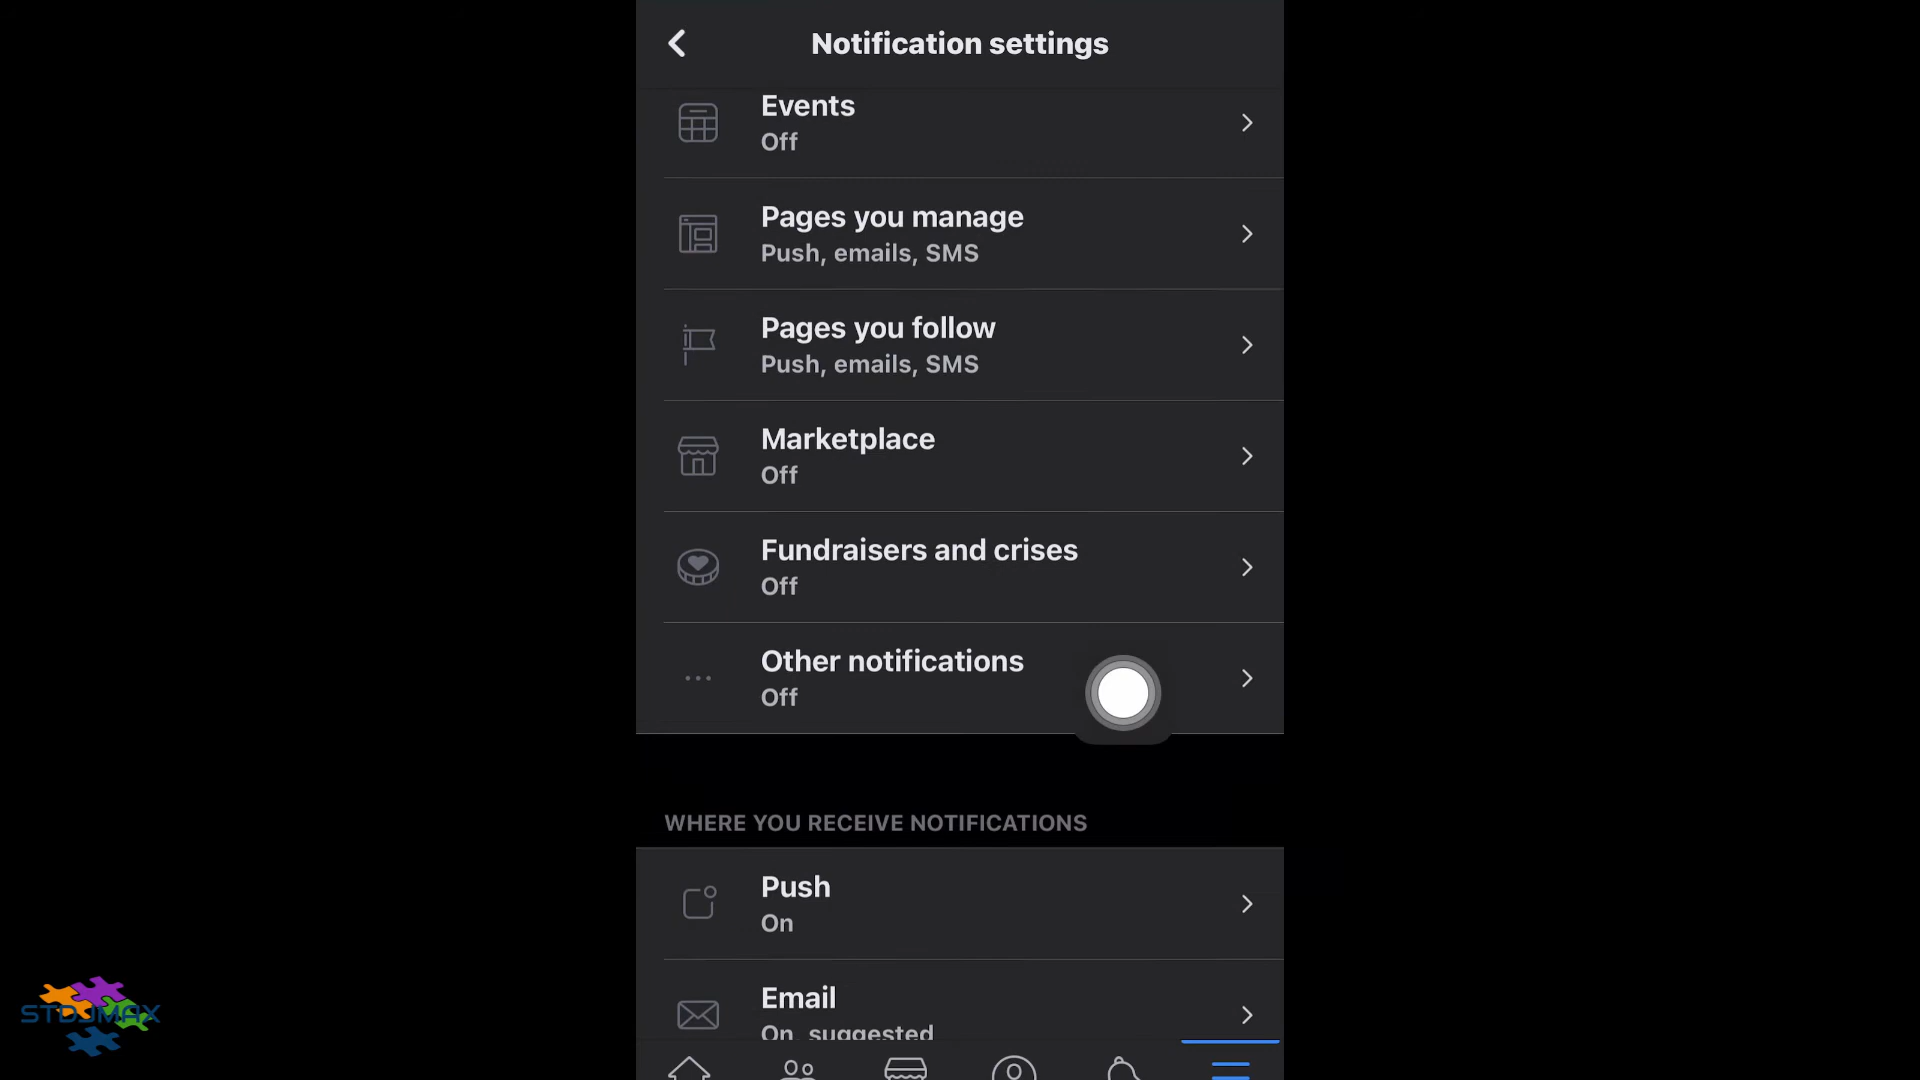 Notification settings
Events
Off
Pages you manage
Push, emails, SMS
Pages you follow
Push, emails, SMS
Marketplace
Off
Fundraisers and crises
Off
Other notifications
Off
WHERE YOU RECEIVE NOTIFICATIONS
Push
On
Email
On, suggested
STDJMAX